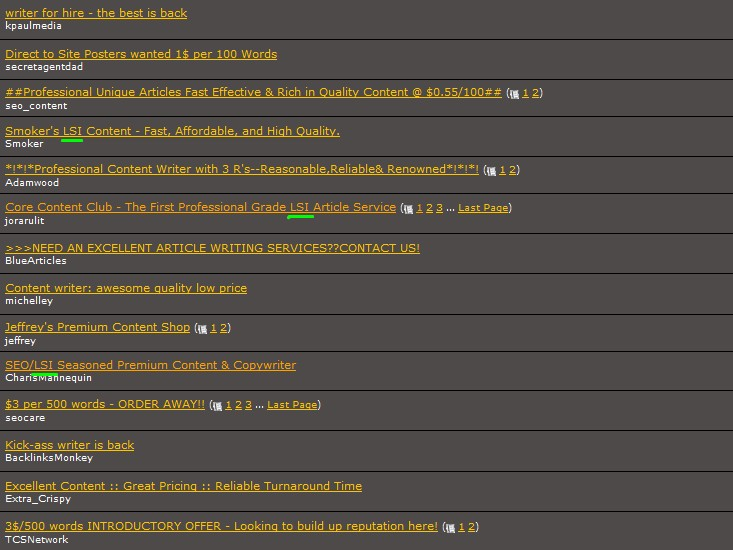 writer for hire - the best is back
kpaulmedia
Direct to Site Posters wanted 1$ per 100 Words
secretagentdad
##Professional Unique Articles Fast Effective & Rich in Quality Content @ $0.55/100## ( 1 2)
seo_content
Smoker's LSI Content - Fast, Affordable, and High Quality.
Smoker
*!*!*Professional Content Writer with 3 R's--Reasonable,Reliable& Renowned*!*!*! ( 1 2)
Adamwood
Core Content Club - The First Professional Grade LSI Article Service ( 1 2 3 ... Last Page)
jorarulit
>>>NEED AN EXCELLENT ARTICLE WRITING SERVICES??CONTACT US!
BlueArticles
Content writer: awesome quality low price
michelley
Jeffrey's Premium Content Shop ( 1 2)
jeffrey
SEO/LSI Seasoned Premium Content & Copywriter
CharisMannequin
$3 per 500 words - ORDER AWAY!! ( 1 2 3 ... Last Page)
seocare
Kick-ass writer is back
BacklinksMonkey
Excellent Content :: Great Pricing :: Reliable Turnaround Time
Extra_Crispy
3$/500 words INTRODUCTORY OFFER - Looking to build up reputation here! ( 1 2)
TCSNetwork